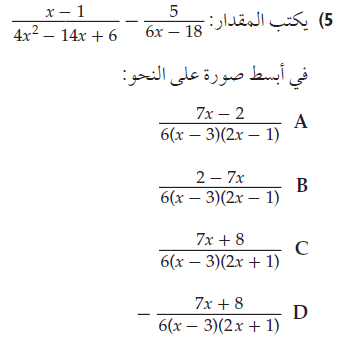 5) يكتب المقدار: \frac{x - 1}{4x^2 - 14x + 6} - \frac{5}{6x - 18}
في أبسط صورة على النحو:
A \frac{7x - 2}{6(x - 3)(2x - 1)}
B \frac{2 - 7x}{6(x - 3)(2x - 1)}
C \frac{7x + 8}{6(x - 3)(2x + 1)}
D -\frac{7x + 8}{6(x - 3)(2x + 1)}